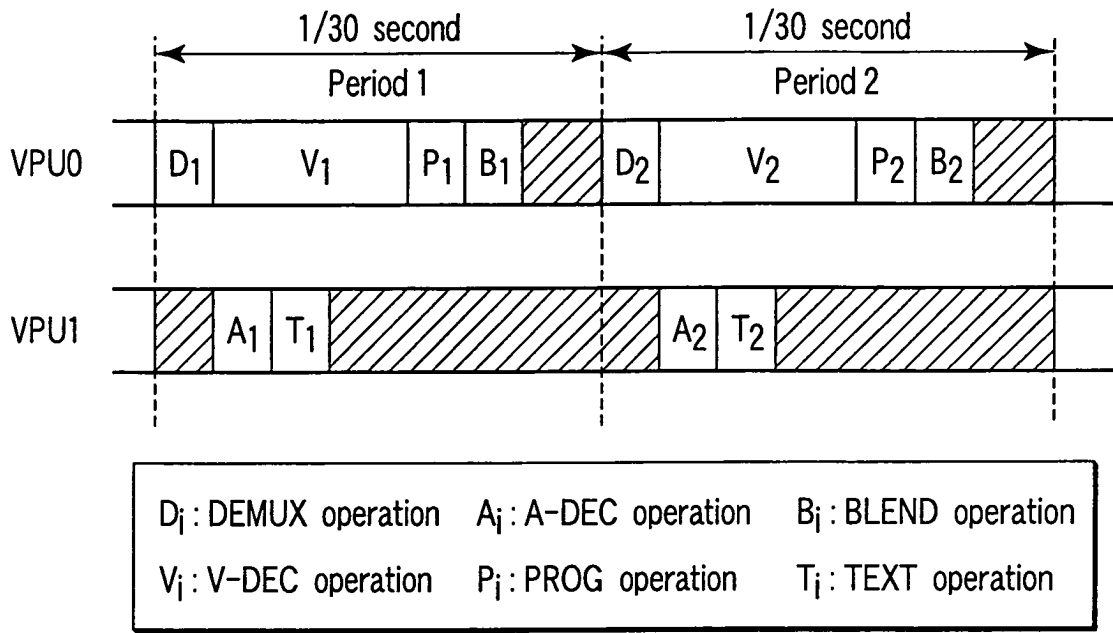 1/30 second 1/30 second
Period 1 Period 2
VPU0 D1 V1 P1 B1 D2 V2 P2 B2
VPU1 A1 T1 A2 T2
Di : DEMUX operation Ai : A-DEC operation Bi : BLEND operation
Vi : V-DEC operation Pi : PROG operation Ti : TEXT operation